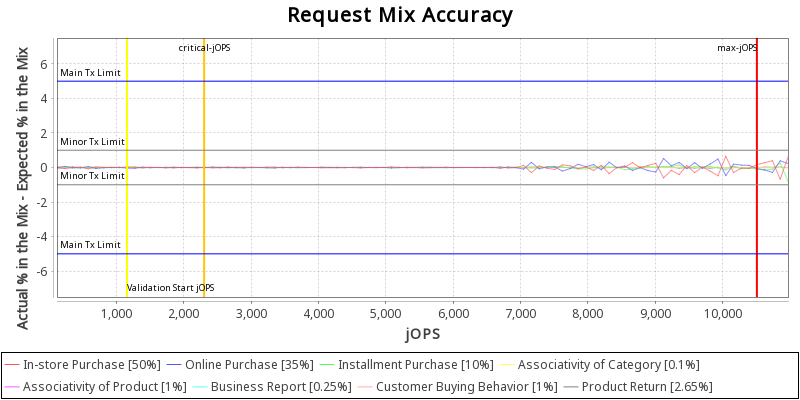 Request Mix Accuracy
critical-jOPS
max-jOPS
Main Tx Limit
Minor Tx Limit
Minor Tx Limit
Main Tx Limit
Validation Start jOPS
Actual % in the Mix - Expected % in the Mix
6
4
2
0
-2
-4
-6
1,000 2,000 3,000 4,000 5,000 6,000 7,000 8,000 9,000 10,000
jOPS
In-store Purchase [50%] Online Purchase [35%] Installment Purchase [10%] Associativity of Category [0.1%]
Associativity of Product [1%] Business Report [0.25%] Customer Buying Behavior [1%] Product Return [2.65%]